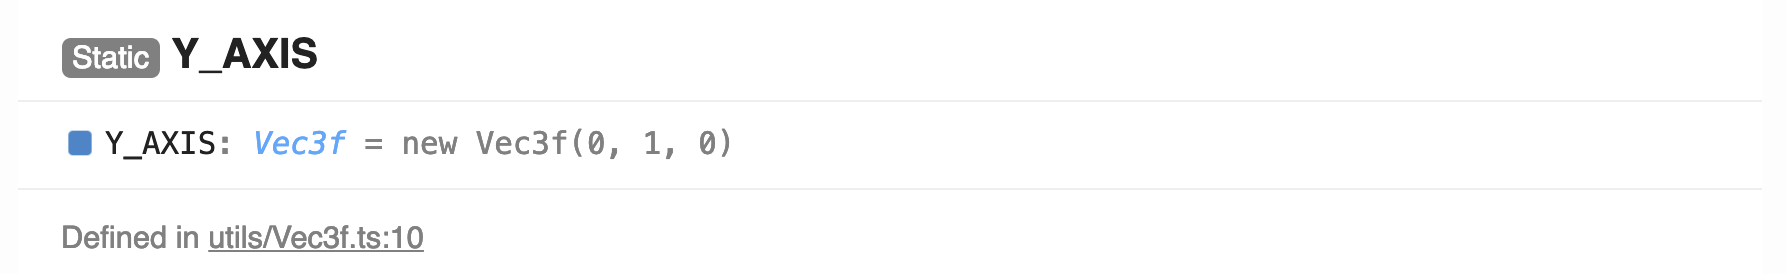 Static Y_AXIS
Y_AXIS: Vec3f = new Vec3f(0, 1, 0)
Defined in utils/Vec3f.ts:10